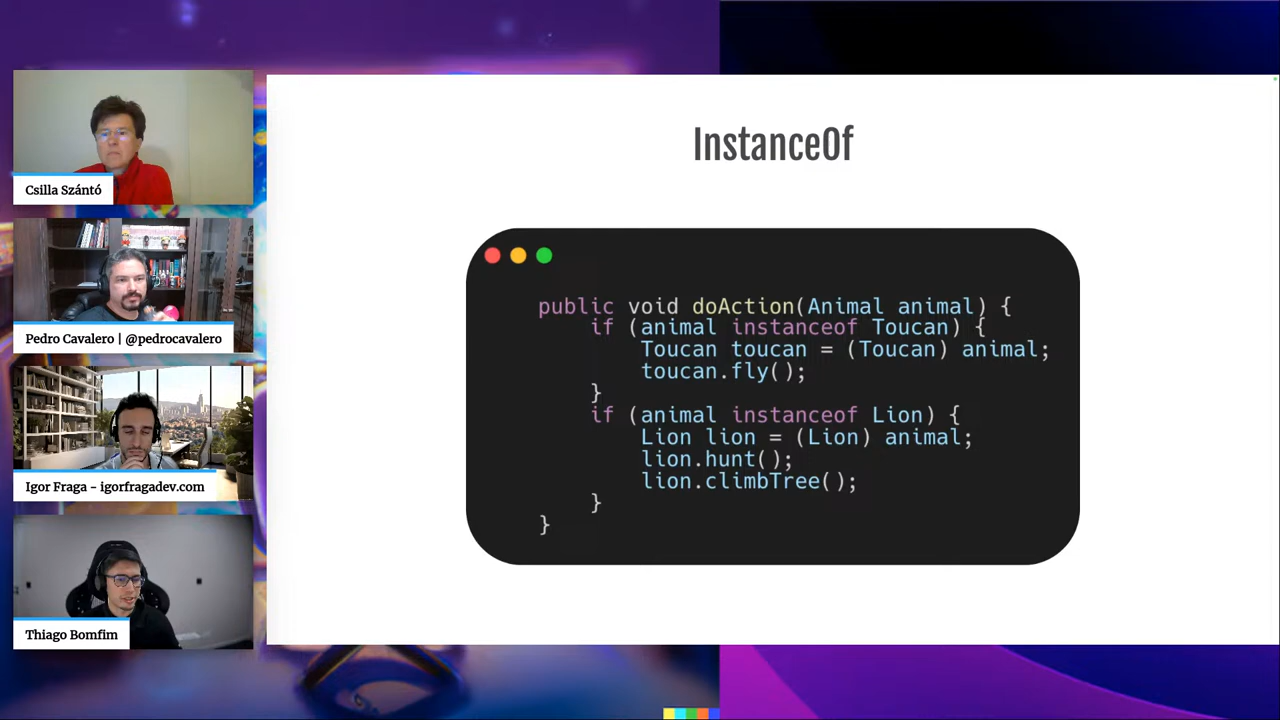 Csilla Szántó
Pedro Cavalero | @pedrocavalero
Igor Fraga - igorfragadev.com
Thiago Bomfim
InstanceOf
public void doAction(Animal animal) {
    if (animal instanceof Toucan) {
        Toucan toucan = (Toucan) animal;
        toucan.fly();
    }
    if (animal instanceof Lion) {
        Lion lion = (Lion) animal;
        lion.hunt();
        lion.climbTree();
    }
}